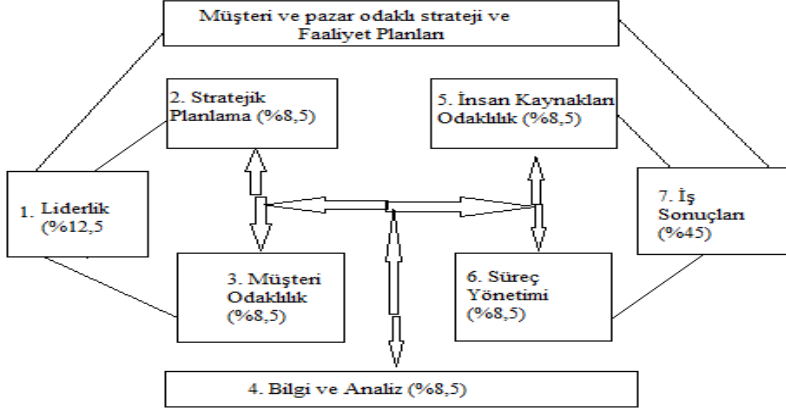 Müşteri ve pazar odaklı strateji ve
Faaliyet Planları
2. Stratejik
Planlama (%8,5)
5. İnsan Kaynakları
Odaklılık (%8,5)
1. Liderlik
(%12,5
7. İş
Sonuçları
(%45)
3. Müşteri
Odaklılık
(%8,5)
6. Süreç
Yönetimi
(%8,5)
4. Bilgi ve Analiz (%8,5)